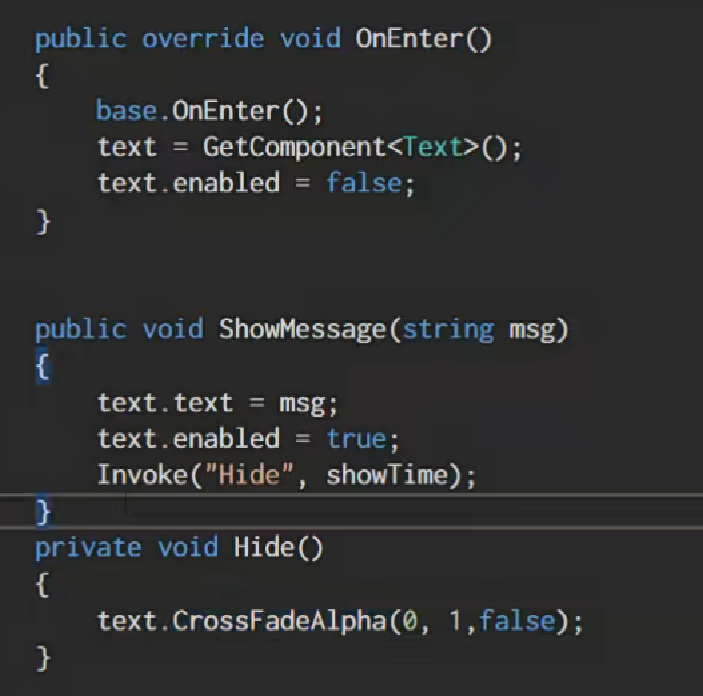 public override void OnEnter()
{
    base.OnEnter();
    text = GetComponent<Text>();
    text.enabled = false;
}
public void ShowMessage(string msg)
{
    text.text = msg;
    text.enabled = true;
    Invoke("Hide", showTime);
}
private void Hide()
{
    text.CrossFadeAlpha(0, 1,false);
}